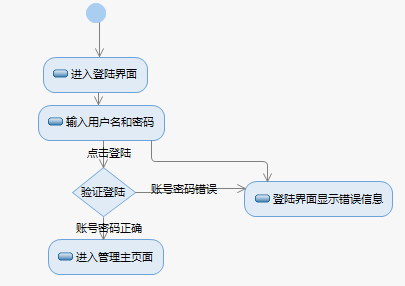 进入登陆界面
输入用户名和密码
点击登陆
验证登陆
账号密码错误
登陆界面显示错误信息
账号密码正确
进入管理主页面